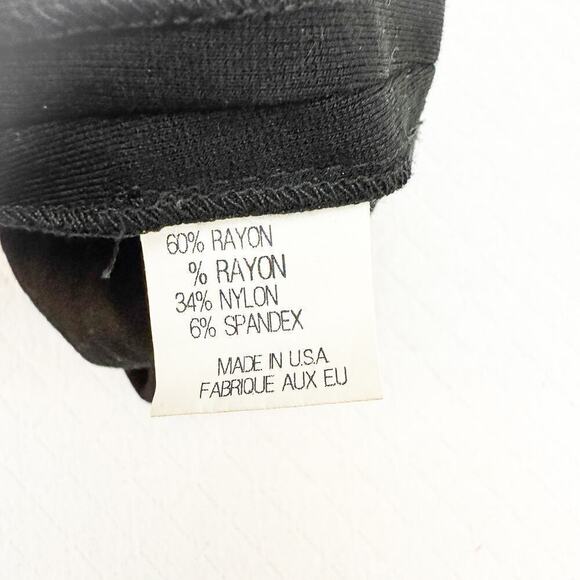 60% RAYON
% RAYON
34% NYLON
6% SPANDEX
MADE IN U.S.A.
FABRIQUE AUX E.U